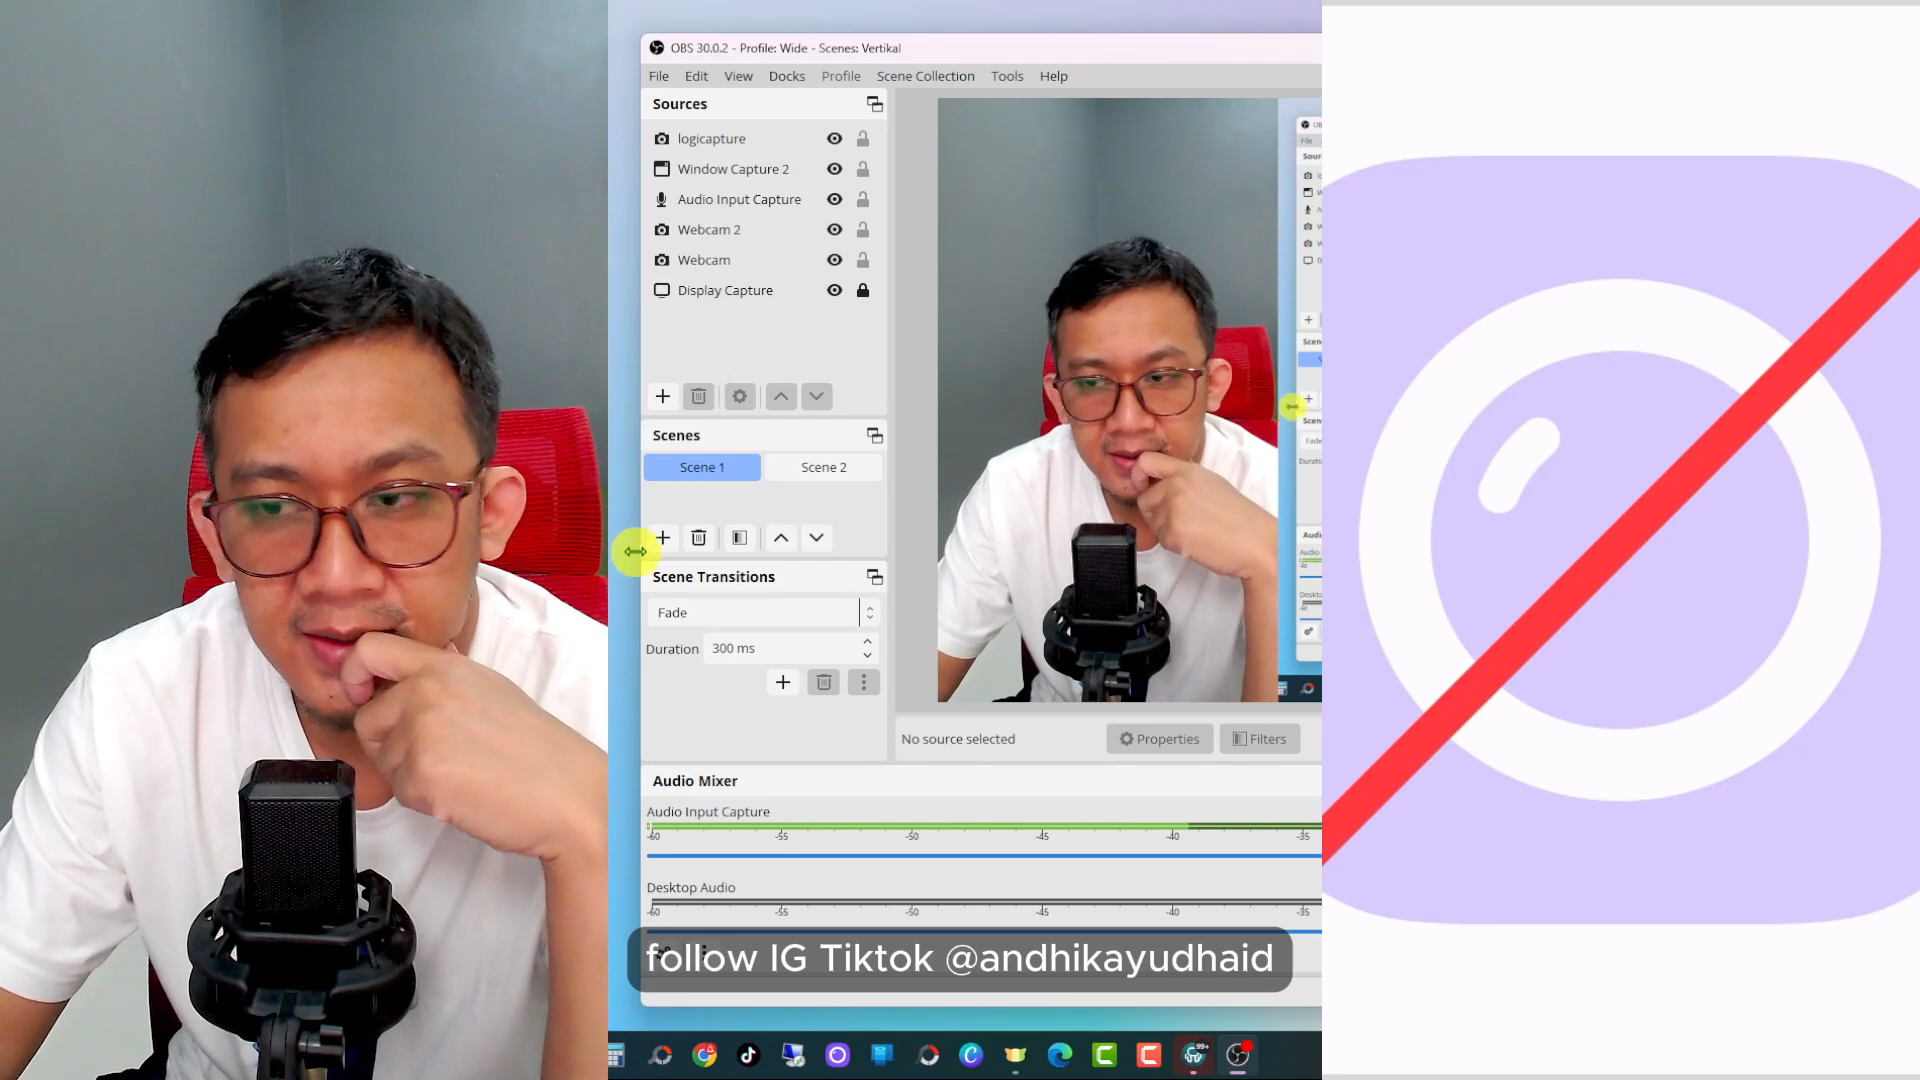 OBS 30.0.2 - Profile: Wide - Scenes: Vertikal
File Edit View Docks Profile Scene Collection Tools Help
Sources
logicapture
Window Capture 2
Audio Input Capture
Webcam 2
Webcam
Display Capture
Scenes
Scene 1 Scene 2
Scene Transitions
Fade
Duration 300 ms
No source selected Properties Filters
Audio Mixer
Audio Input Capture
-60 -55 -50 -45 -40 -35
Desktop Audio
-60 -55 -50 -45 -40 -35
follow IG Tiktok @andhikayudhaid
99+